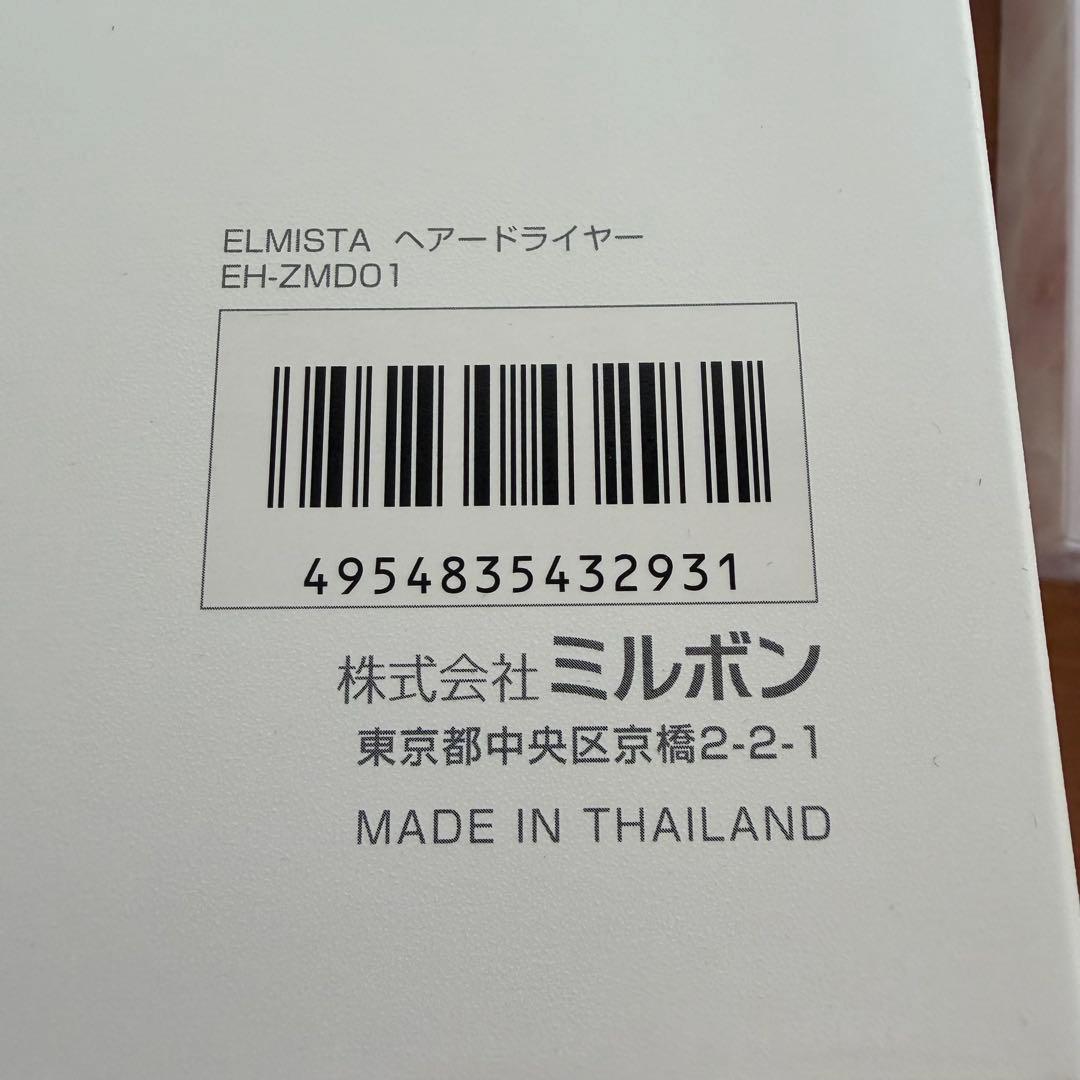 ELMISTA ヘアードライヤー
EH-ZMD01
4954835432931
株式会社ミルボン
東京都中央区京橋2-2-1
MADE IN THAILAND